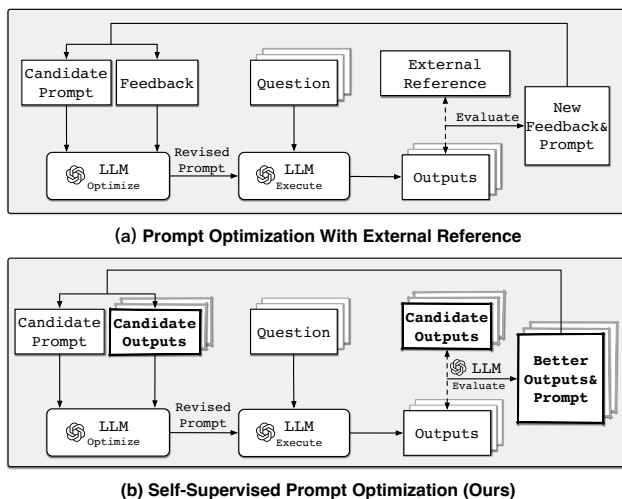 Candidate
Prompt
Feedback
Question
External
Reference
Evaluate
New
Feedback&
Prompt
LLM
Optimize
Revised
Prompt
LLM
Execute
Outputs
(a) Prompt Optimization With External Reference
Candidate
Prompt
Candidate
Outputs
Question
Candidate
Outputs
LLM
Evaluate
Better
Outputs&
Prompt
LLM
Optimize
Revised
Prompt
LLM
Execute
Outputs
(b) Self-Supervised Prompt Optimization (Ours)